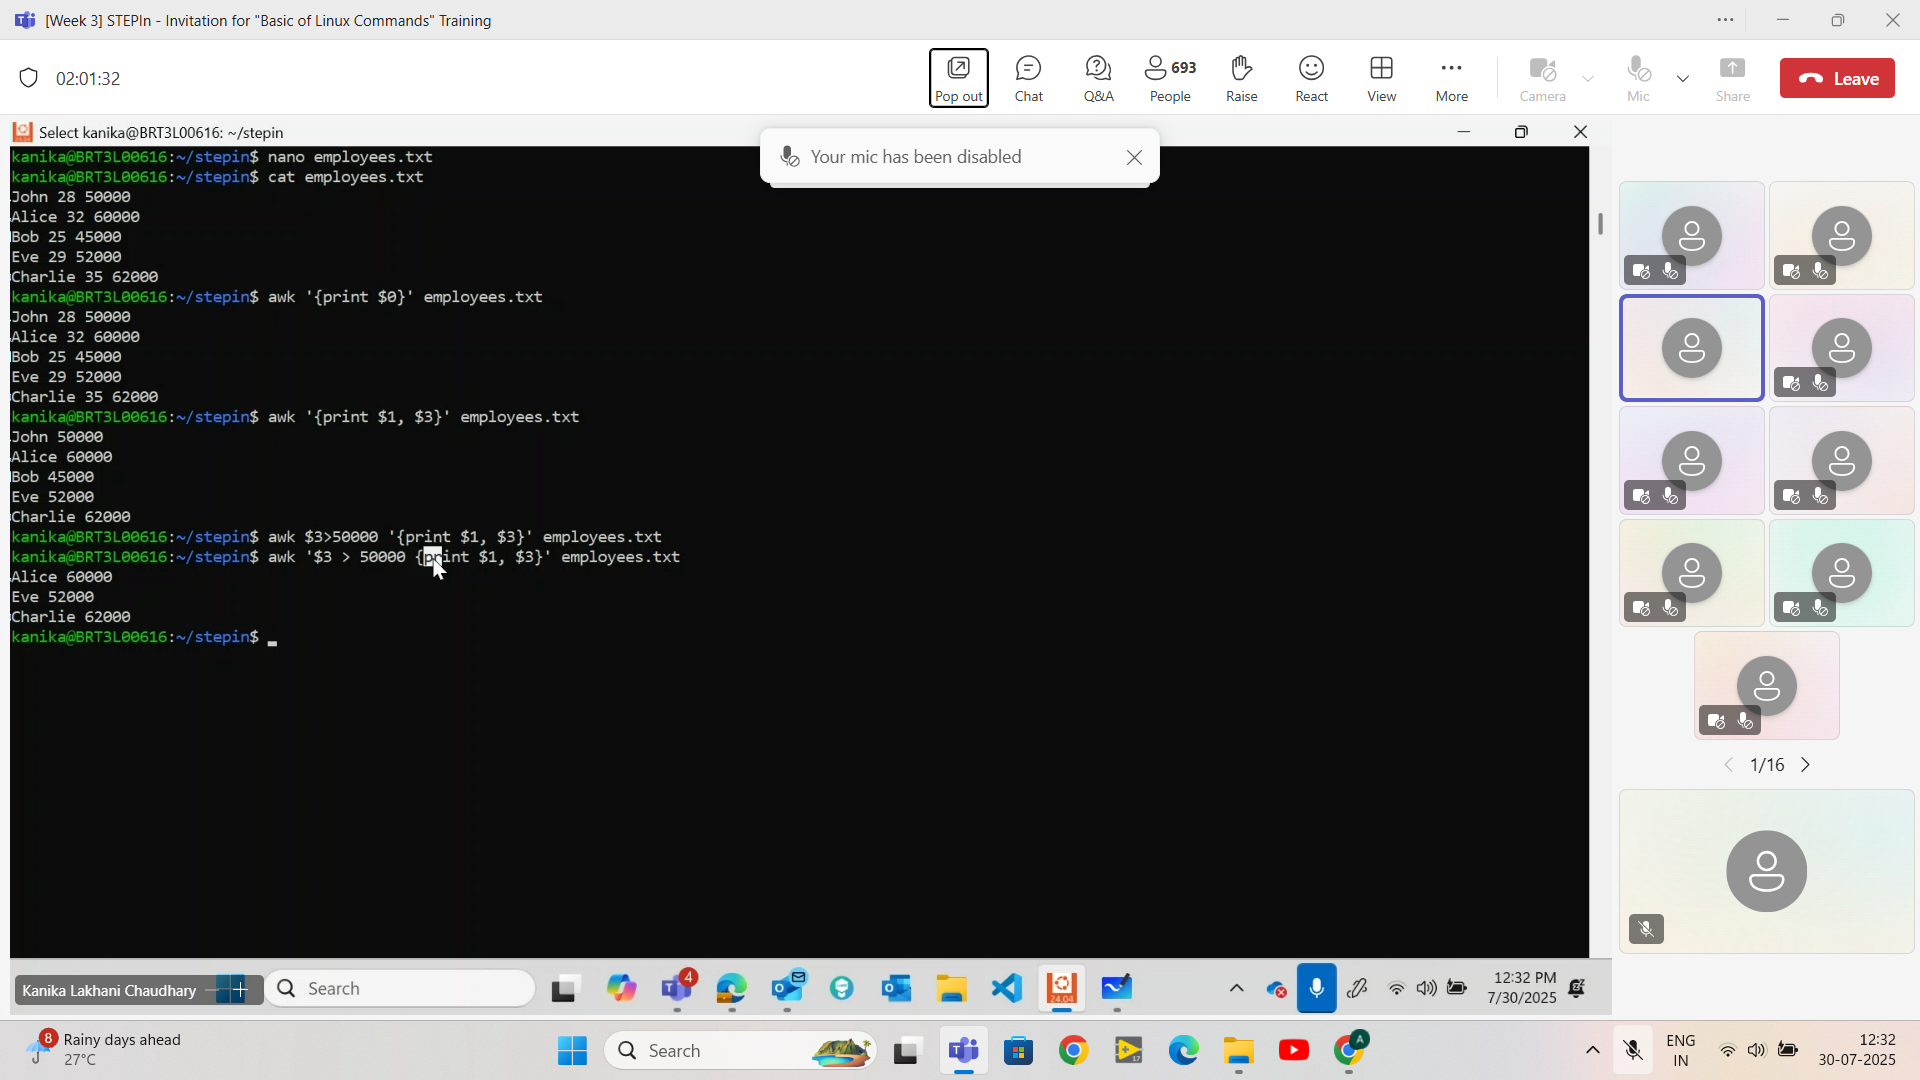 [Week 3] STEPIn - Invitation for "Basic of Linux Commands" Training
02:01:32
Pop out
Chat
Q&A
693
People
Raise
React
View
More
Camera
Mic
Share
Leave
Select kanika@BRT3L00616: ~/stepin
Your mic has been disabled
kanika@BRT3L00616:~/stepin$ nano employees.txt
kanika@BRT3L00616:~/stepin$ cat employees.txt
John 28 50000
Alice 32 60000
Bob 25 45000
Eve 29 52000
Charlie 35 62000
kanika@BRT3L00616:~/stepin$ awk '{print $0}' employees.txt
John 28 50000
Alice 32 60000
Bob 25 45000
Eve 29 52000
Charlie 35 62000
kanika@BRT3L00616:~/stepin$ awk '{print $1, $3}' employees.txt
John 50000
Alice 60000
Bob 45000
Eve 52000
Charlie 62000
kanika@BRT3L00616:~/stepin$ awk $3>50000 '{print $1, $3}' employees.txt
kanika@BRT3L00616:~/stepin$ awk '$3 > 50000 {print $1, $3}' employees.txt
Alice 60000
Eve 52000
Charlie 62000
kanika@BRT3L00616:~/stepin$ _
1/16
Kanika Lakhani Chaudhary
Search
4
24.04
12:32 PM
7/30/2025
8
Rainy days ahead
27°C
Search
17
A
ENG
IN
12:32
30-07-2025